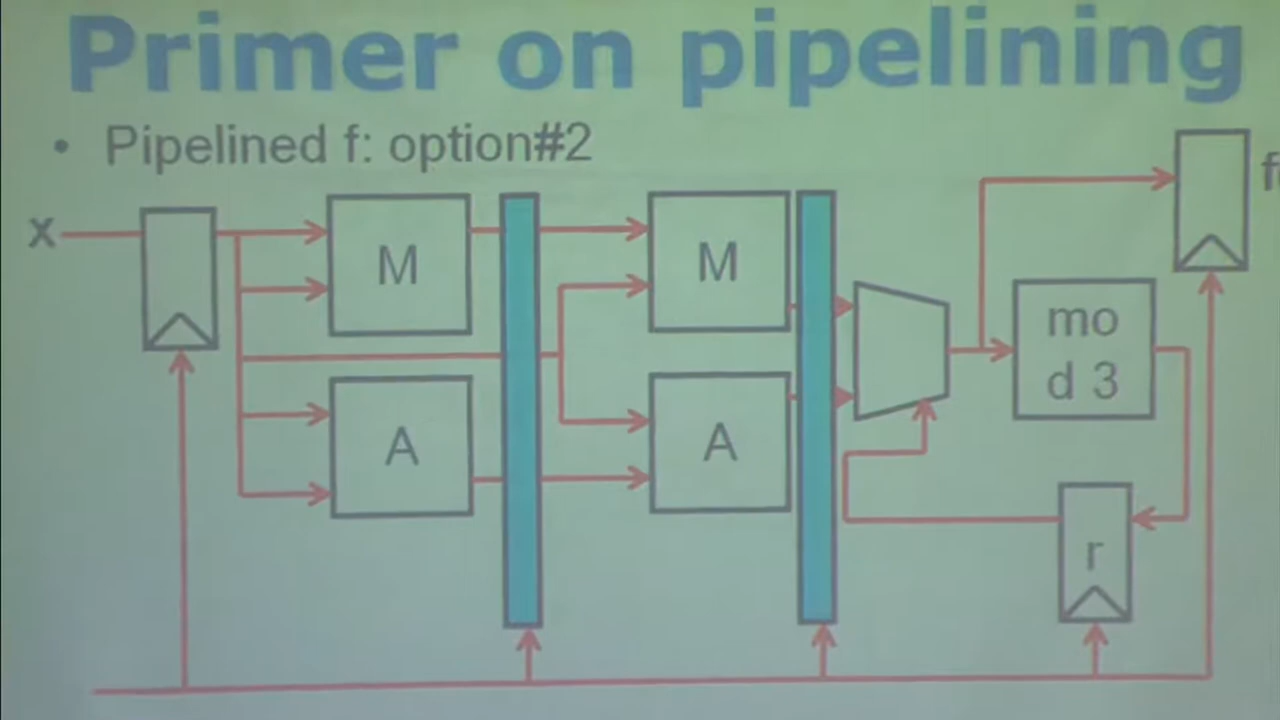 Primer on pipelining
• Pipelined f: option#2
f
x
M
M
mo
d 3
A
A
r